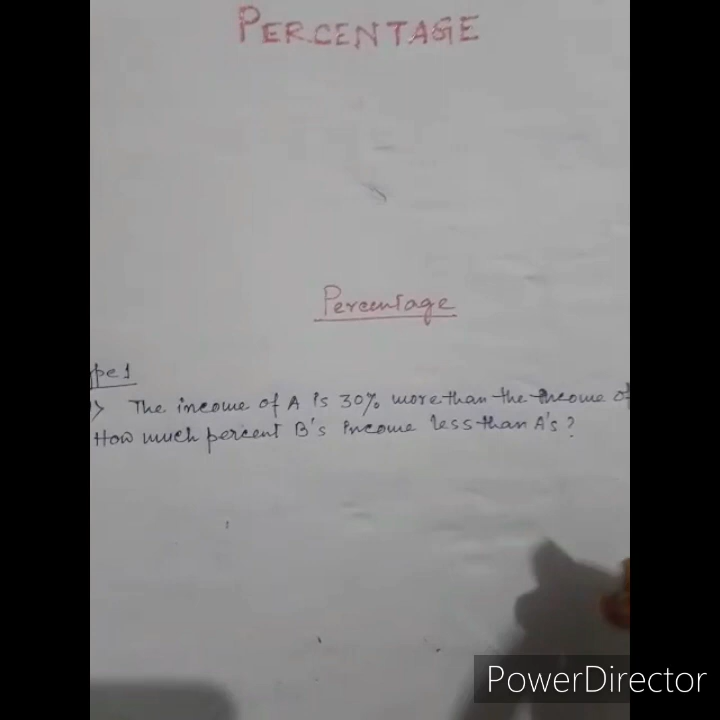 PERCENTAGE
Percentage
pe 1
> The income of A is 30% more than the income of
How much percent B's income less than A's?
PowerDirector